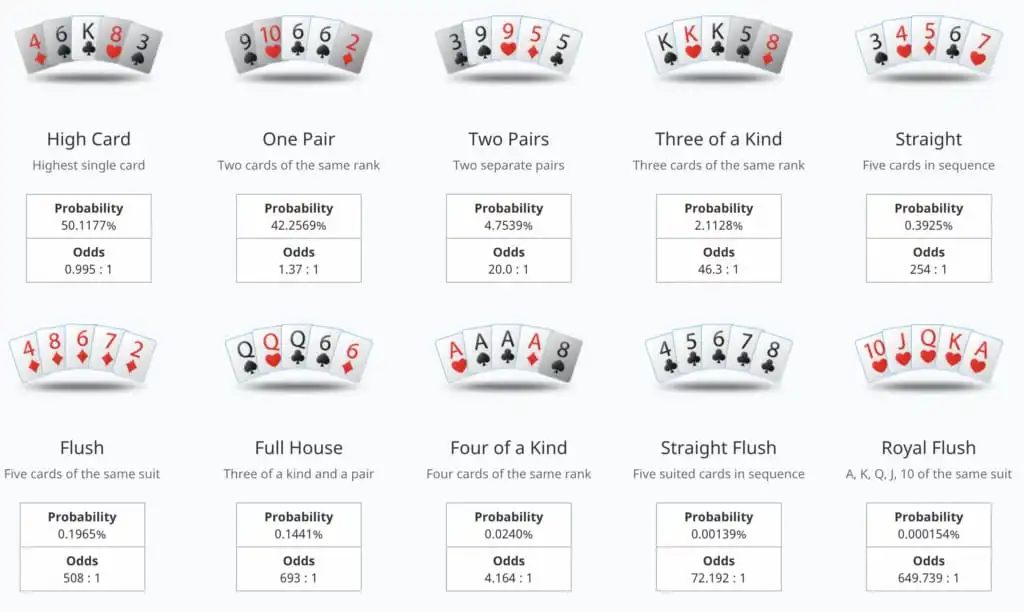 4 6 K 8 3
9 10 6 6 2
3 9 9 5 5
K K K 5 8
3 4 5 6 7
High Card
Highest single card
Probability
50.1177%
Odds
0.995 : 1
One Pair
Two cards of the same rank
Probability
42.2569%
Odds
1.37 : 1
Two Pairs
Two separate pairs
Probability
4.7539%
Odds
20.0 : 1
Three of a Kind
Three cards of the same rank
Probability
2.1128%
Odds
46.3 : 1
Straight
Five cards in sequence
Probability
0.3925%
Odds
254 : 1
4 8 6 7 2
Q Q Q 6 6
A A A A 8
4 5 6 7 8
10 J Q K A
Flush
Five cards of the same suit
Probability
0.1965%
Odds
508 : 1
Full House
Three of a kind and a pair
Probability
0.1441%
Odds
693 : 1
Four of a Kind
Four cards of the same rank
Probability
0.0240%
Odds
4.164 : 1
Straight Flush
Five suited cards in sequence
Probability
0.00139%
Odds
72.192 : 1
Royal Flush
A, K, Q, J, 10 of the same suit
Probability
0.000154%
Odds
649.739 : 1